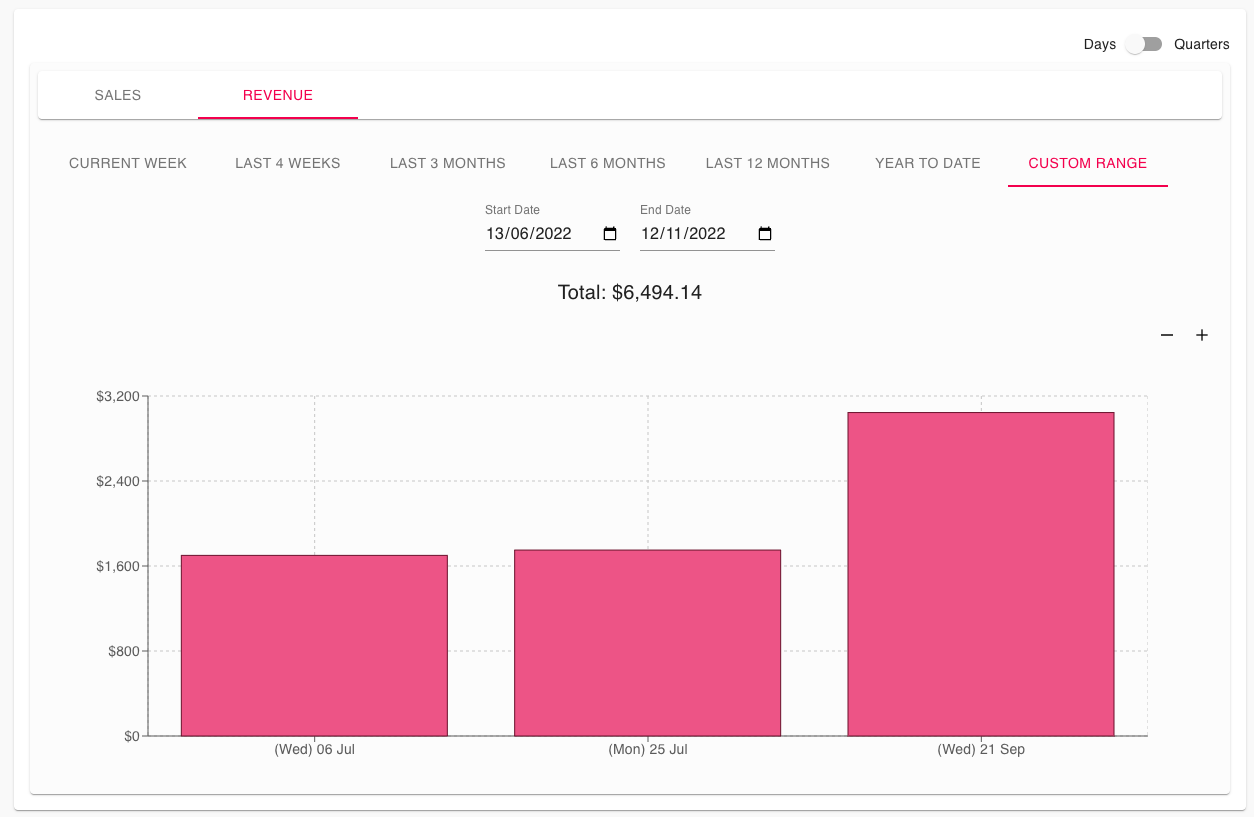 Days Quarters
SALES REVENUE
CURRENT WEEK LAST 4 WEEKS LAST 3 MONTHS LAST 6 MONTHS LAST 12 MONTHS YEAR TO DATE CUSTOM RANGE
Start Date End Date
13/06/2022 12/11/2022
Total: $6,494.14
− +
$3,200
$2,400
$1,600
$800
$0
(Wed) 06 Jul (Mon) 25 Jul (Wed) 21 Sep